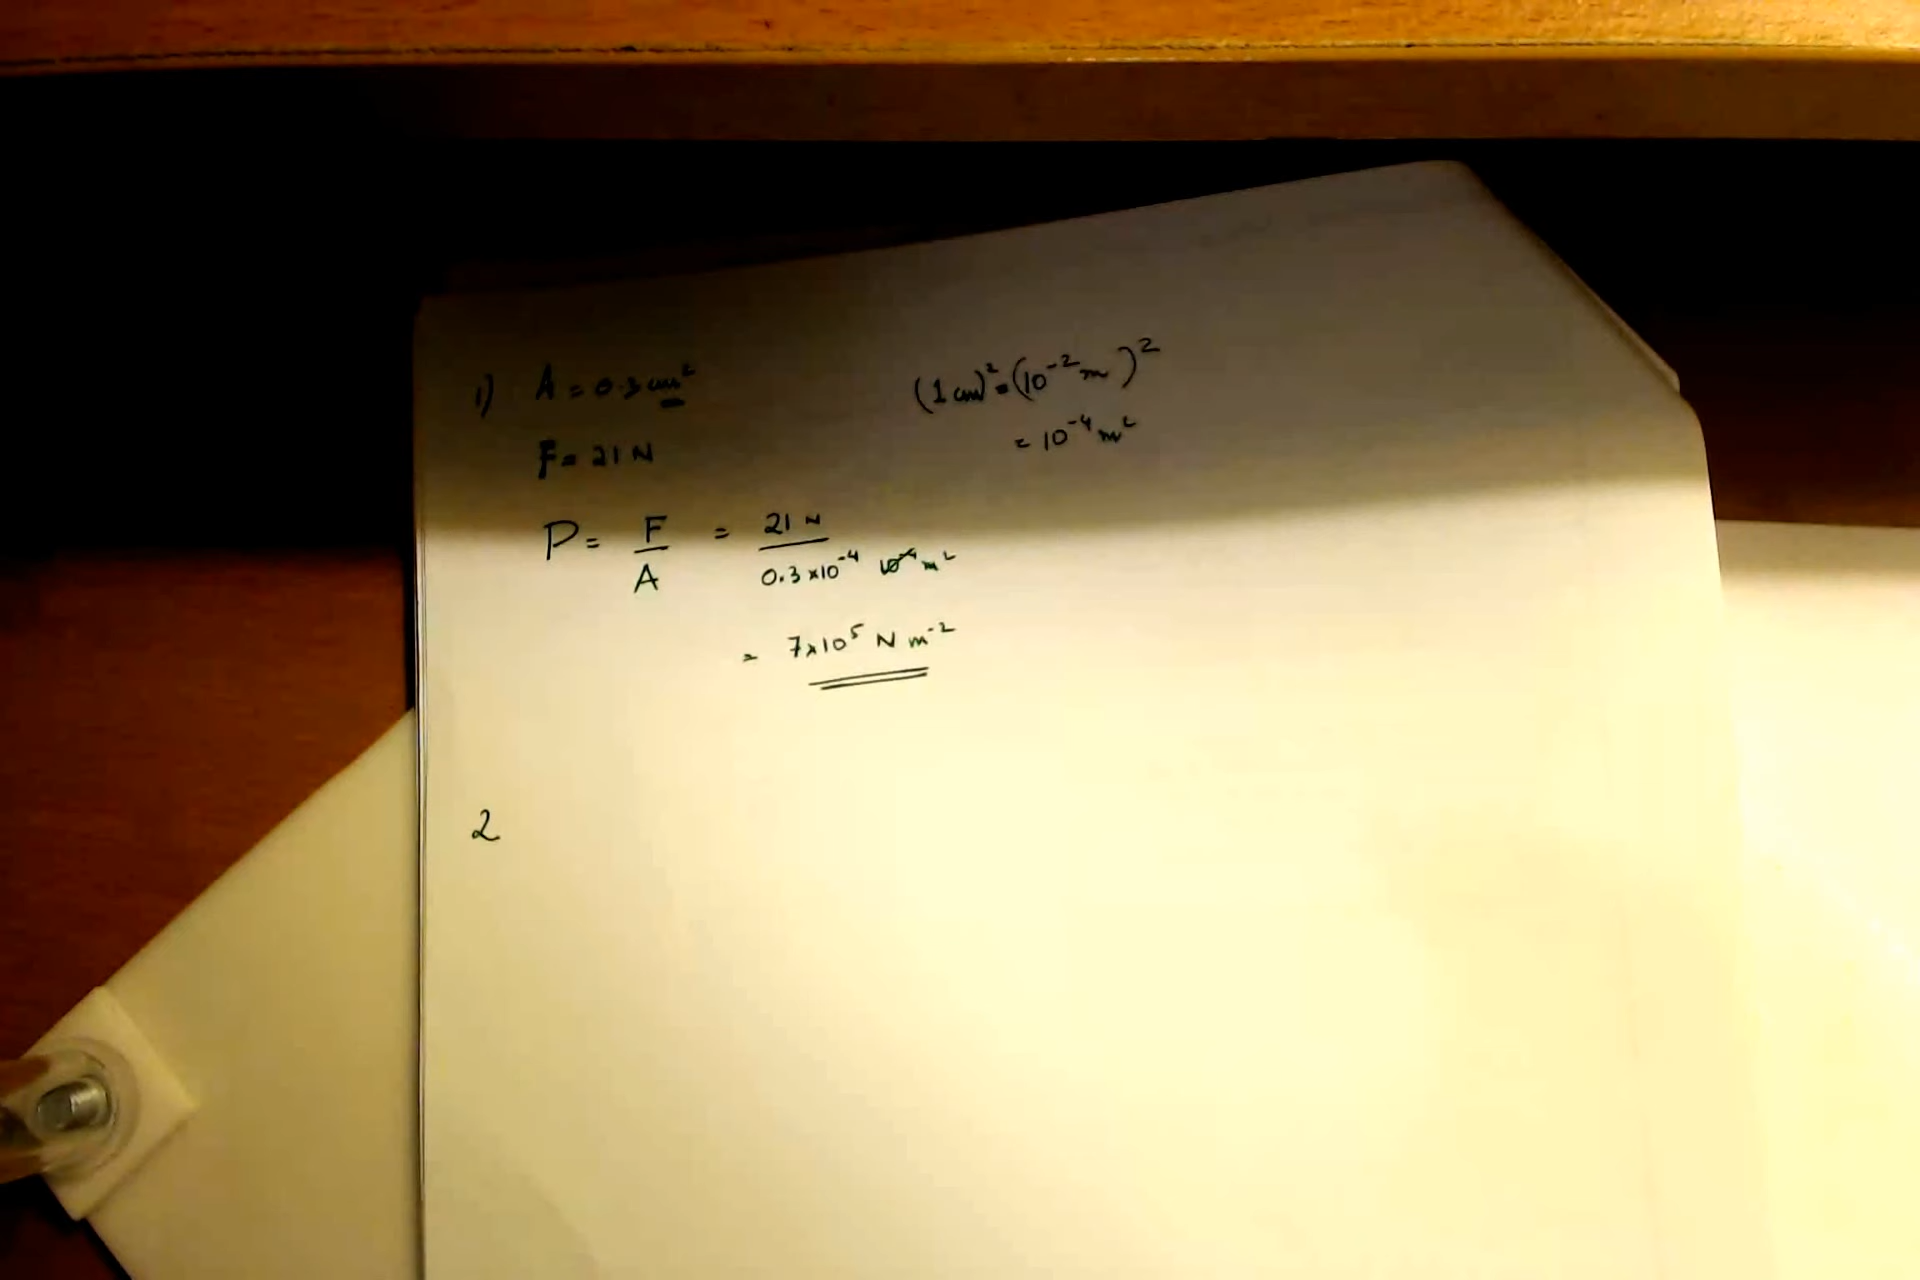 1) A = 0.3 cm²
(1 cm)² = (10⁻² m)²
= 10⁻⁴ m²
F = 21 N
P = F/A = 21 N / 0.3 × 10⁻⁴ m²
= 7 × 10⁵ N m⁻²
2